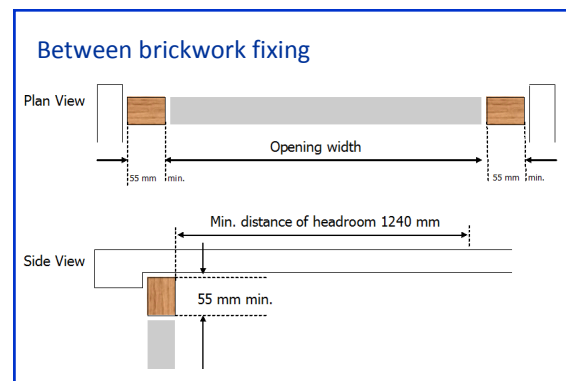 Between brickwork fixing
Plan View
Opening width
55 mm min.
55 mm min.
Min. distance of headroom 1240 mm
Side View
55 mm min.